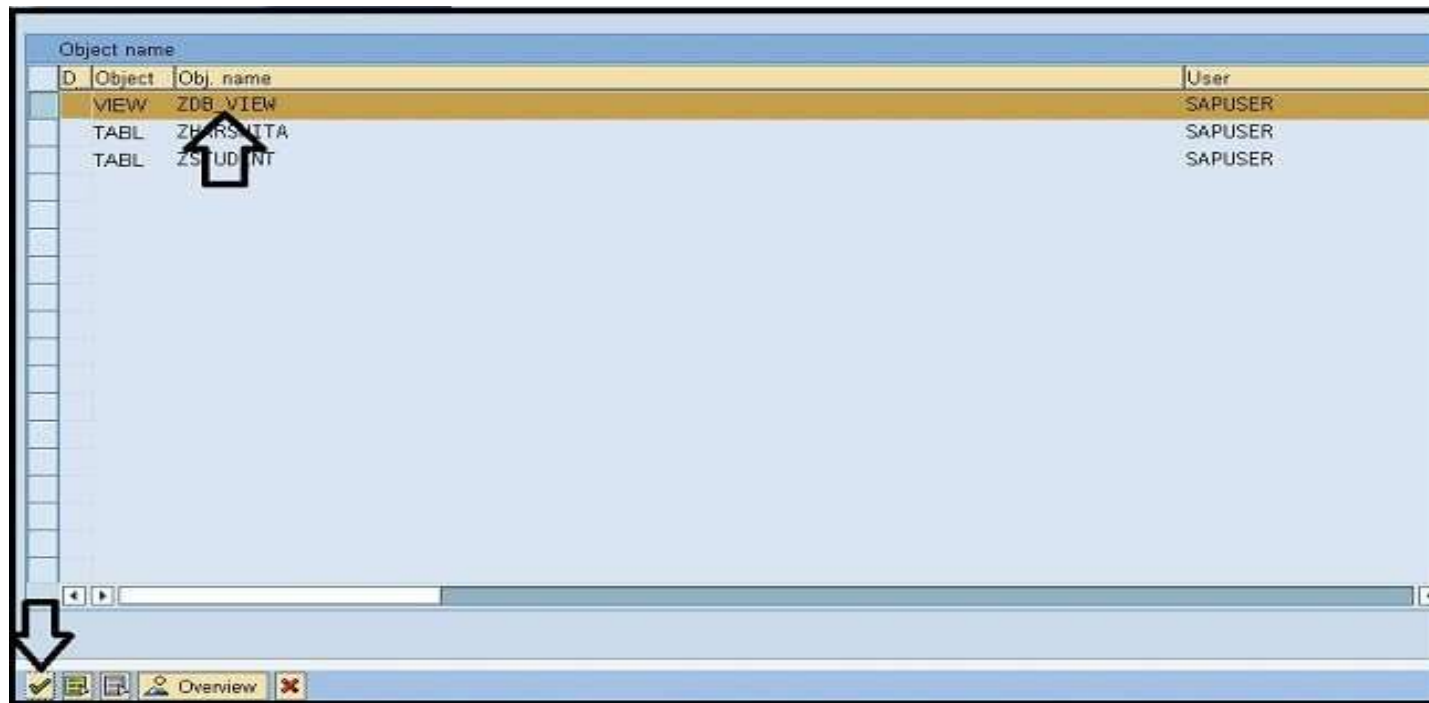 Object name
D. Object Obj. name User
VIEW ZDB_VIEW SAPUSER
TABL SAPUSER
TABL SAPUSER
Overview